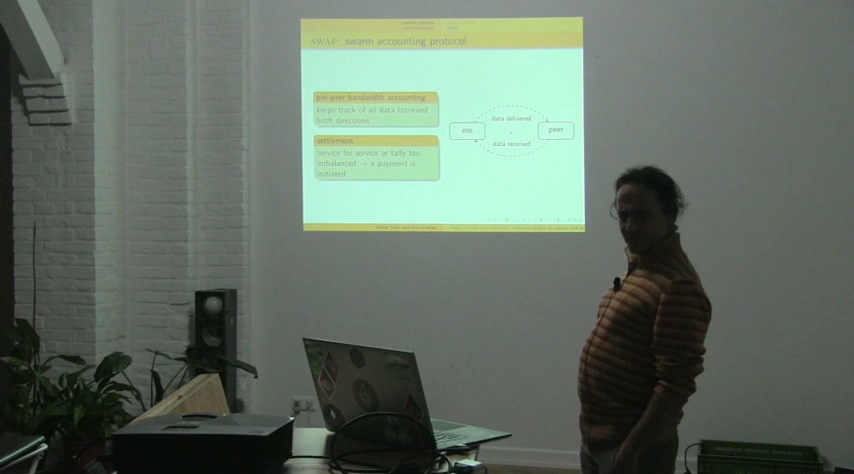 SWAP: swarm accounting protocol
per-peer bandwidth accounting
keeps track of all data retrieved
both directions
settlement
service for service or tally too
imbalanced → a payment is
initiated
data delivered
me
-
peer
data received